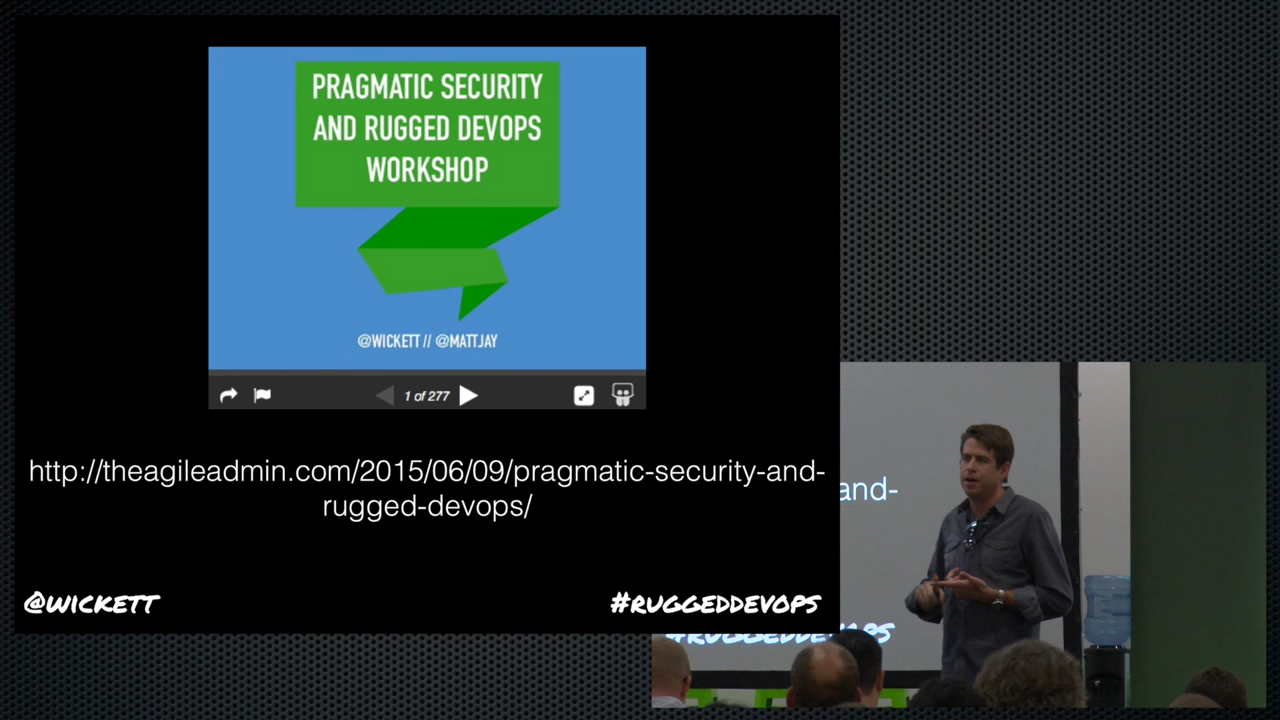 PRAGMATIC SECURITY
AND RUGGED DEVOPS
WORKSHOP
@WICKETT // @MATTJAY
1 of 277
http://theagileadmin.com/2015/06/09/pragmatic-security-and-
rugged-devops/
@WICKETT
#RUGGEDDEVOPS
and-
#RUGGEDDEVOPS